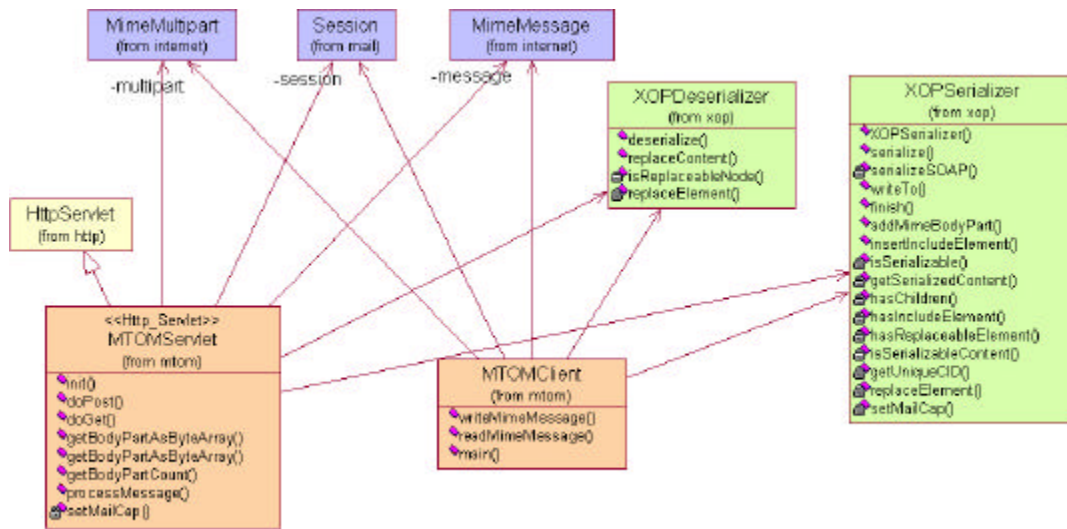 MimeMultipart
(from internet)
Session
(from mail)
MimeMessage
(from internet)
-multipart
-session
-message
XOPDeserializer
(from xop)
deserialize()
replaceContent()
isReplaceableNode()
replaceElement()
XOPSerializer
(from xop)
XOPSerializer()
serialize()
serializeSOAP()
writeTo()
finish()
addMimeBodyPart()
insertIncludeElement()
isSerializable()
getSerializedContent()
hasChildren()
hasIncludeElement()
hasReplaceableElement()
isSerializableContent()
getUniqueCID()
replaceElement()
setMailCap()
HttpServlet
(from http)
<<Http_Servlet>>
MTOMServlet
(from mtom)
init()
doPost()
doGet()
getBodyPartAsByteArray()
getBodyPartAsByteArray()
getBodyPartCount()
processMessage()
setMailCap()
MTOMClient
(from mtom)
writeMimeMessage()
readMimeMessage()
main()